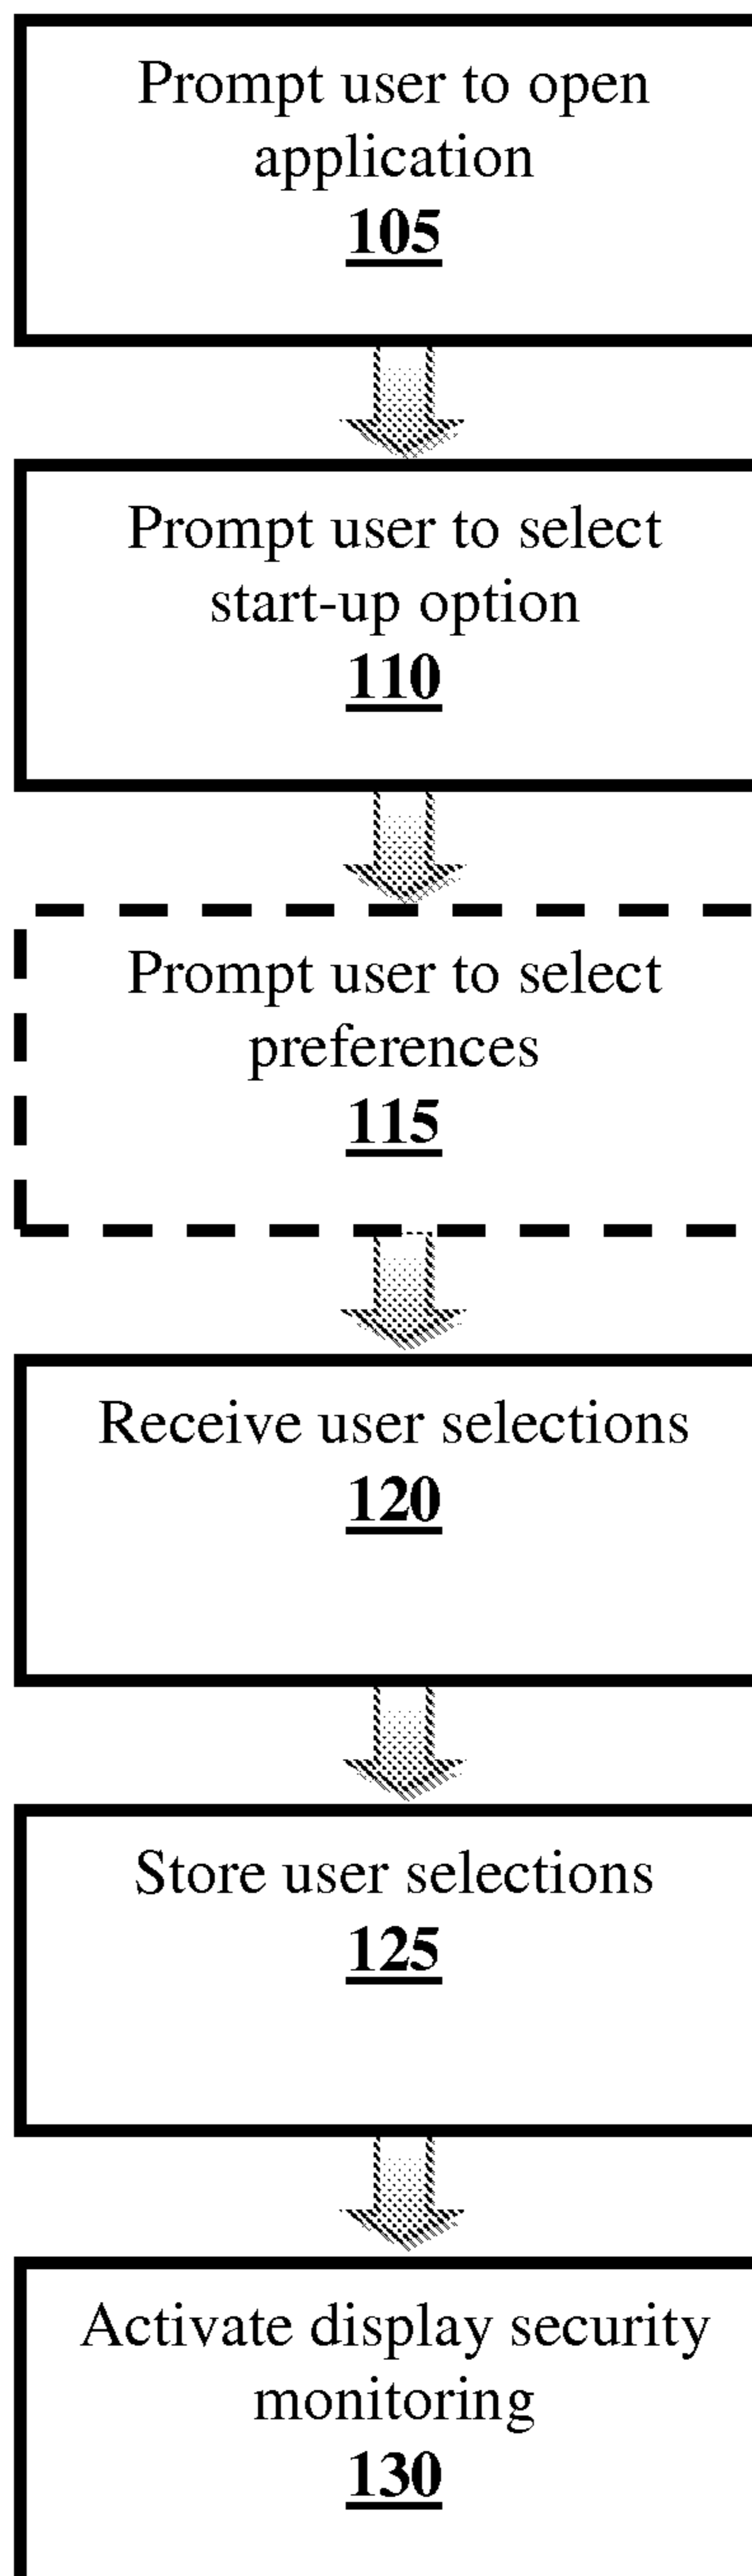 Prompt user to open
application
105
Prompt user to select
start-up option
110
Prompt user to select
preferences
115
Receive user selections
120
Store user selections
125
Activate display security
monitoring
130